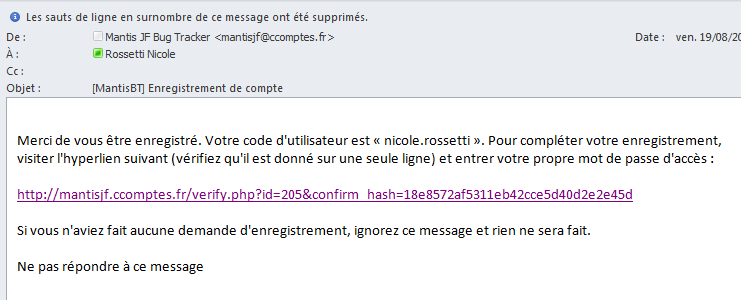 Les sauts de ligne en surnombre de ce message ont été supprimés.
De : Mantis JF Bug Tracker <mantisjf@ccomptes.fr> Date : ven. 19/08/20
À : Rossetti Nicole
Cc :
Objet : [MantisBT] Enregistrement de compte
Merci de vous être enregistré. Votre code d'utilisateur est « nicole.rossetti ». Pour compléter votre enregistrement,
visiter l'hyperlien suivant (vérifiez qu'il est donné sur une seule ligne) et entrer votre propre mot de passe d'accès :
http://mantisjf.ccomptes.fr/verify.php?id=205&confirm_hash=18e8572af5311eb42cce5d40d2e2e45d
Si vous n'aviez fait aucune demande d'enregistrement, ignorez ce message et rien ne sera fait.
Ne pas répondre à ce message